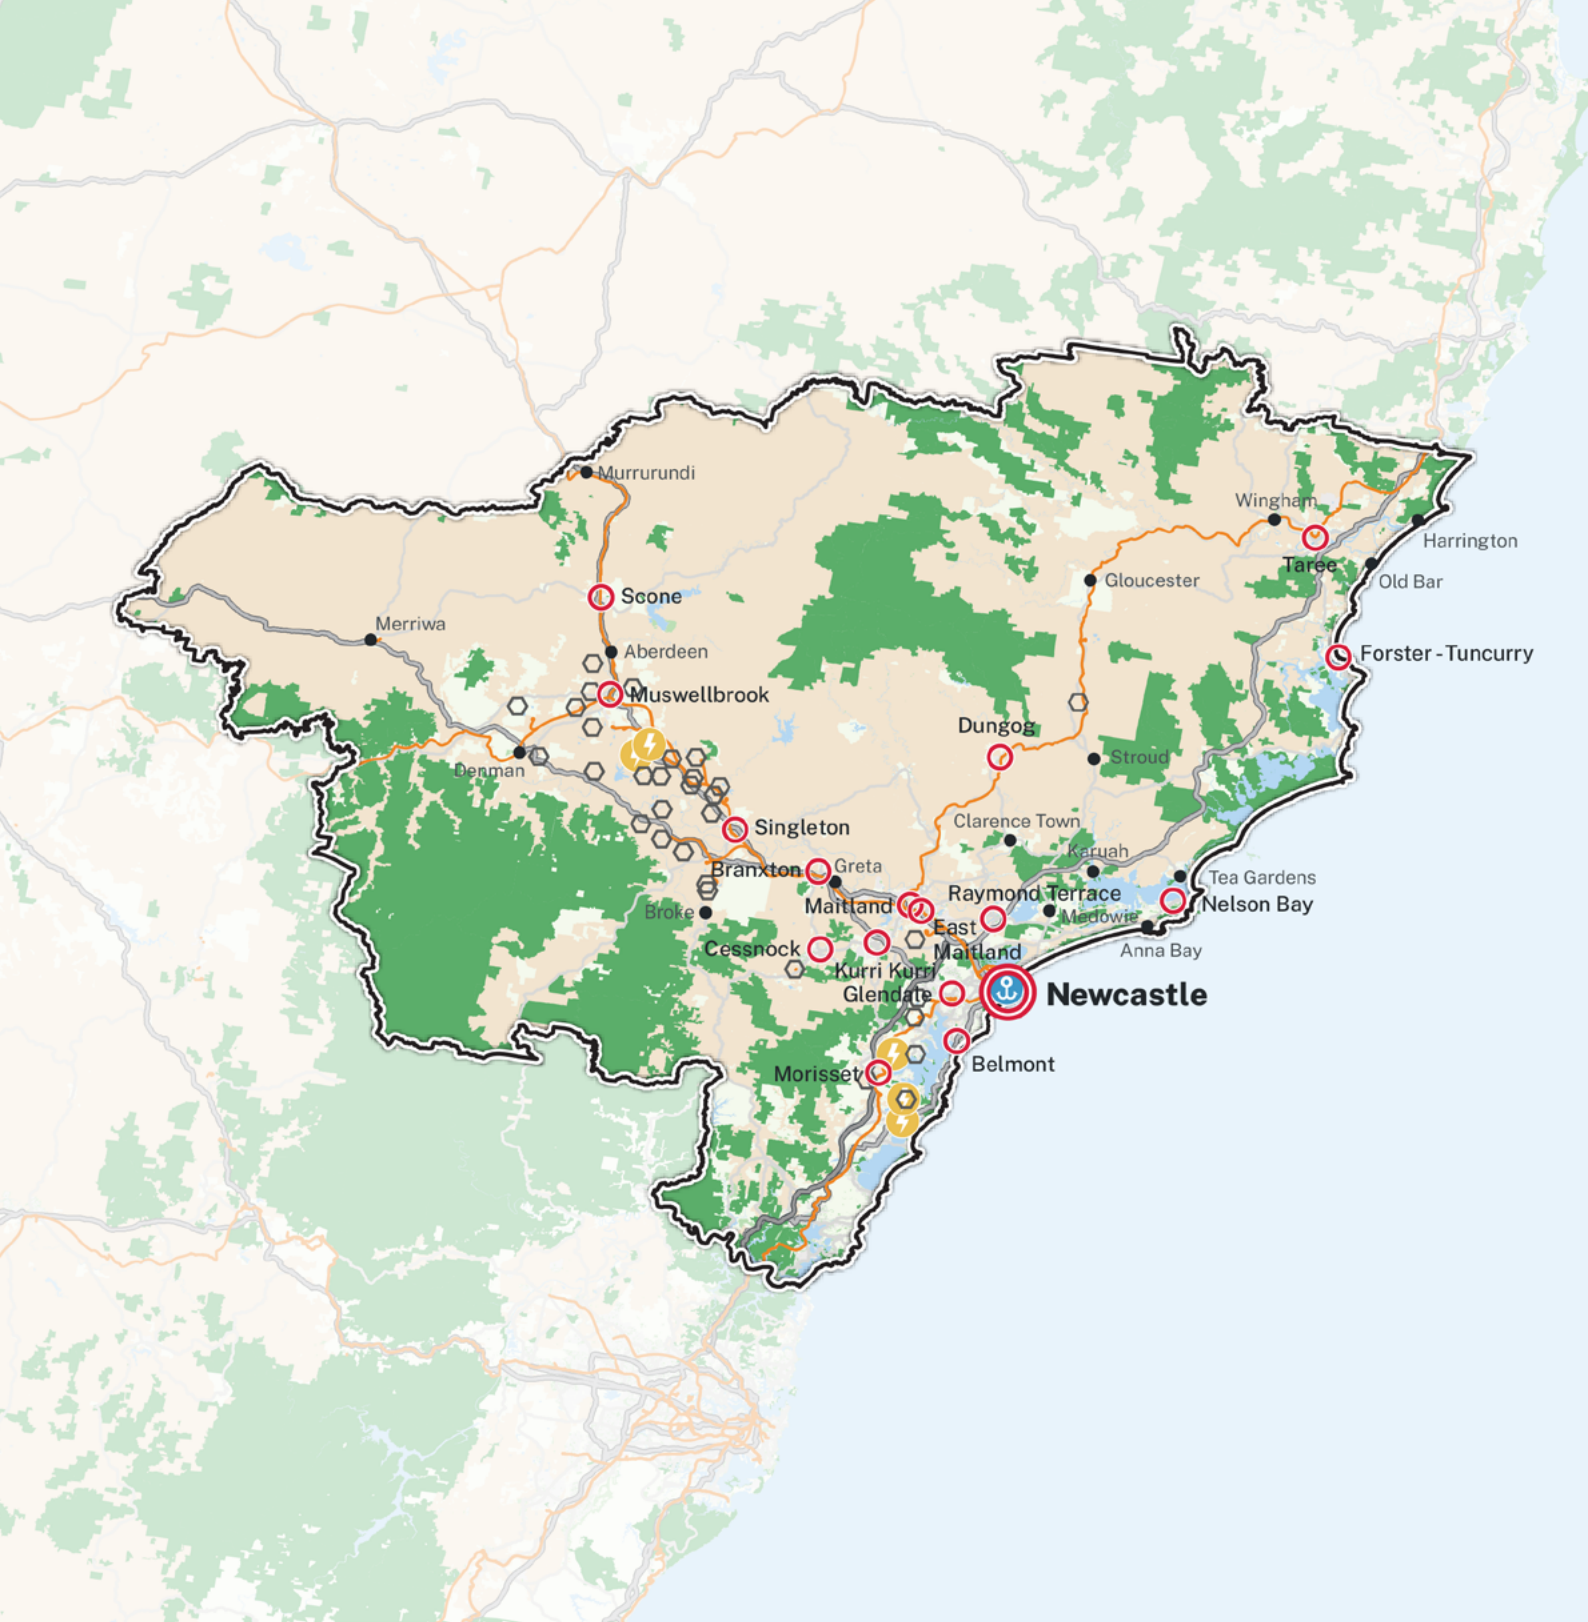 Murrurundi
Wingham
Harrington
Taree
Gloucester
Old Bar
Scone
Merriwa
Aberdeen
Forster - Tuncurry
Muswellbrook
Dungog
Stroud
Denman
Clarence Town
Singleton
Karuah
Branxton
Greta
Tea Gardens
Raymond Terrace
Nelson Bay
Maitland
Broke
Medowie
East
Maitland
Cessnock
Anna Bay
Kurri Kurri
Glendale
Newcastle
Belmont
Morisset